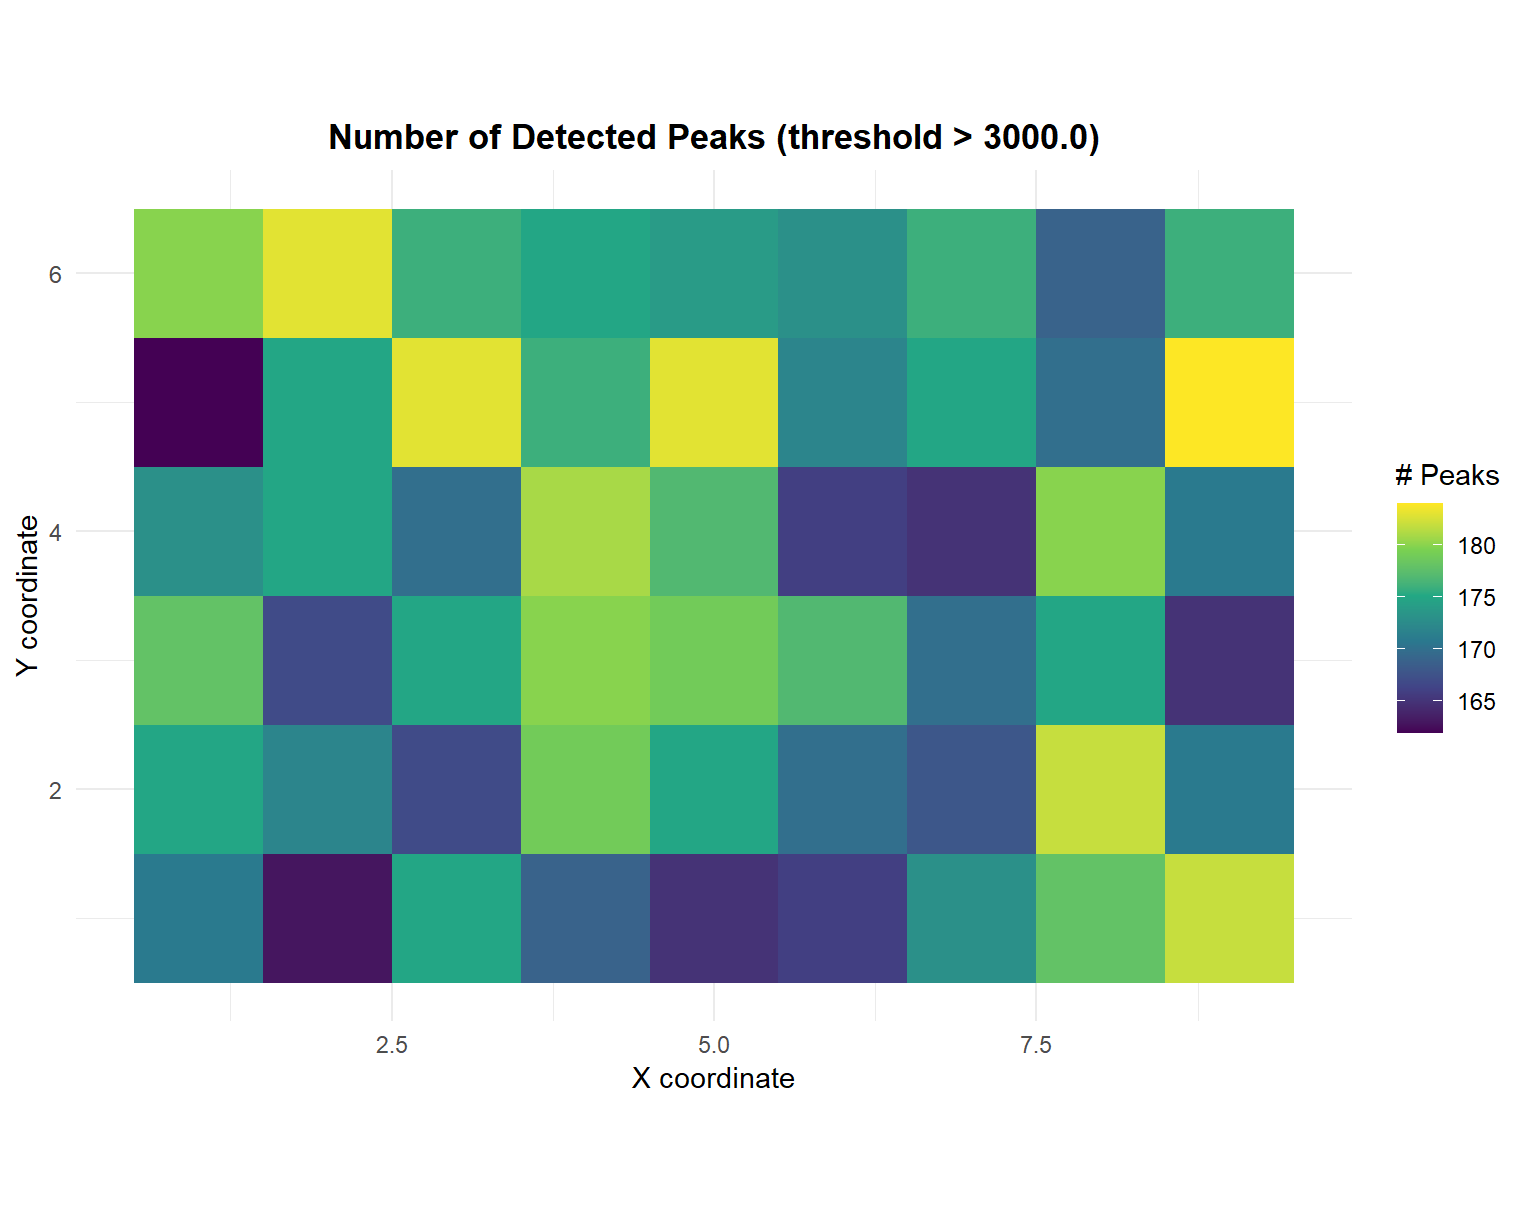 Number of Detected Peaks (threshold > 3000.0)
6
4
2
Y coordinate
2.5
5.0
7.5
X coordinate
# Peaks
180
175
170
165